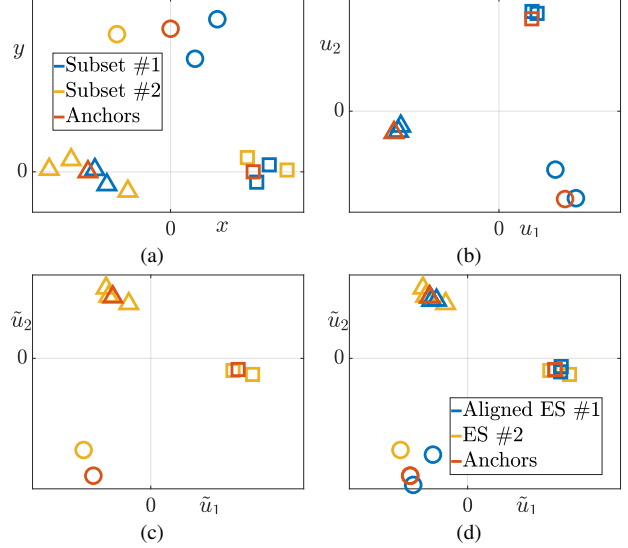 y
Subset #1
Subset #2
Anchors
0
0
x
(a)
u₂
0
0
u₁
(b)
ũ₂
0
0
ũ₁
(c)
ũ₂
0
Aligned ES #1
ES #2
Anchors
0
ũ₁
(d)